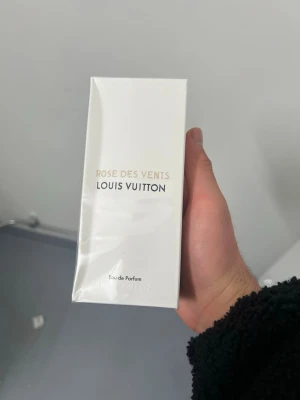 ROSE DES VENTS
LOUIS VUITTON
Eau de Parfum